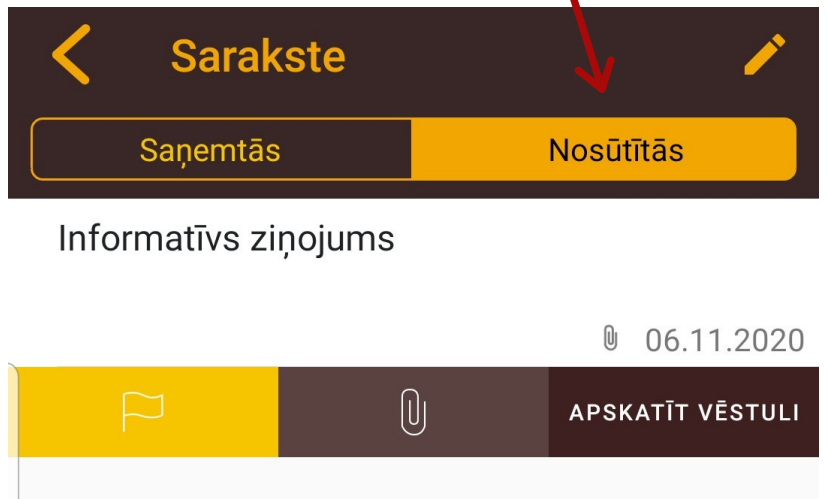 Sarakste
Saņemtās Nosūtītās
Informatīvs ziņojums
06.11.2020
APSKATĪT VĒSTULI